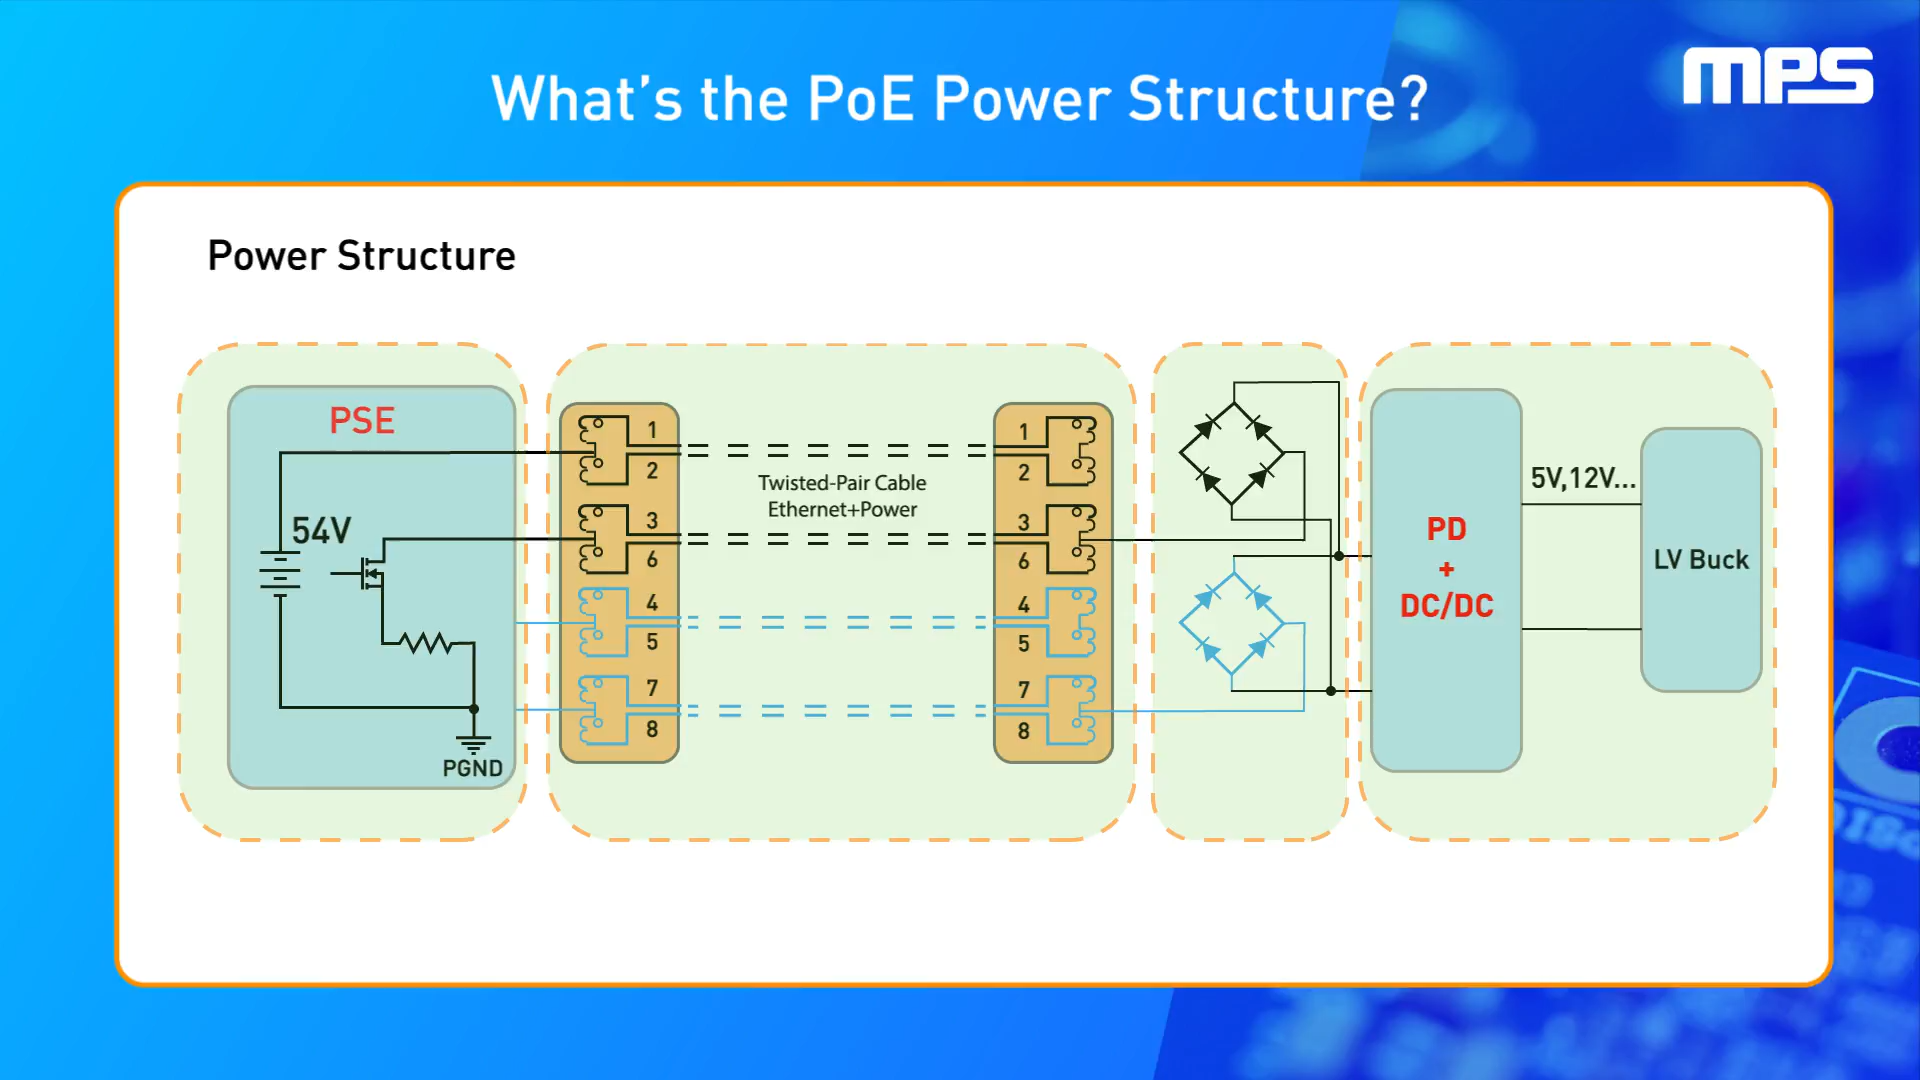 What's the PoE Power Structure?
MPS
Power Structure
PSE
54V
PGND
1
2
3
6
4
5
7
8
Twisted-Pair Cable
Ethernet+Power
1
2
3
6
4
5
7
8
PD
+
DC/DC
5V,12V...
LV Buck